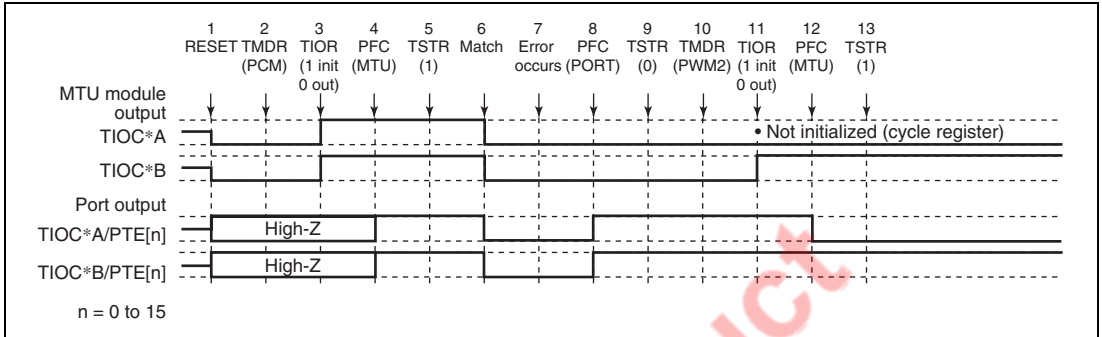 1 2 3 4 5 6 7 8 9 10 11 12 13
RESET TMDR TIOR PFC TSTR Match Error PFC TSTR TMDR TIOR PFC TSTR
(PCM) (1 init (MTU) (1) occurs (PORT) (0) (PWM2) (1 init (MTU) (1)
0 out) 0 out)
MTU module
output
TIOC*A
• Not initialized (cycle register)
TIOC*B
Port output
TIOC*A/PTE[n]
High-Z
TIOC*B/PTE[n]
High-Z
n = 0 to 15
uct